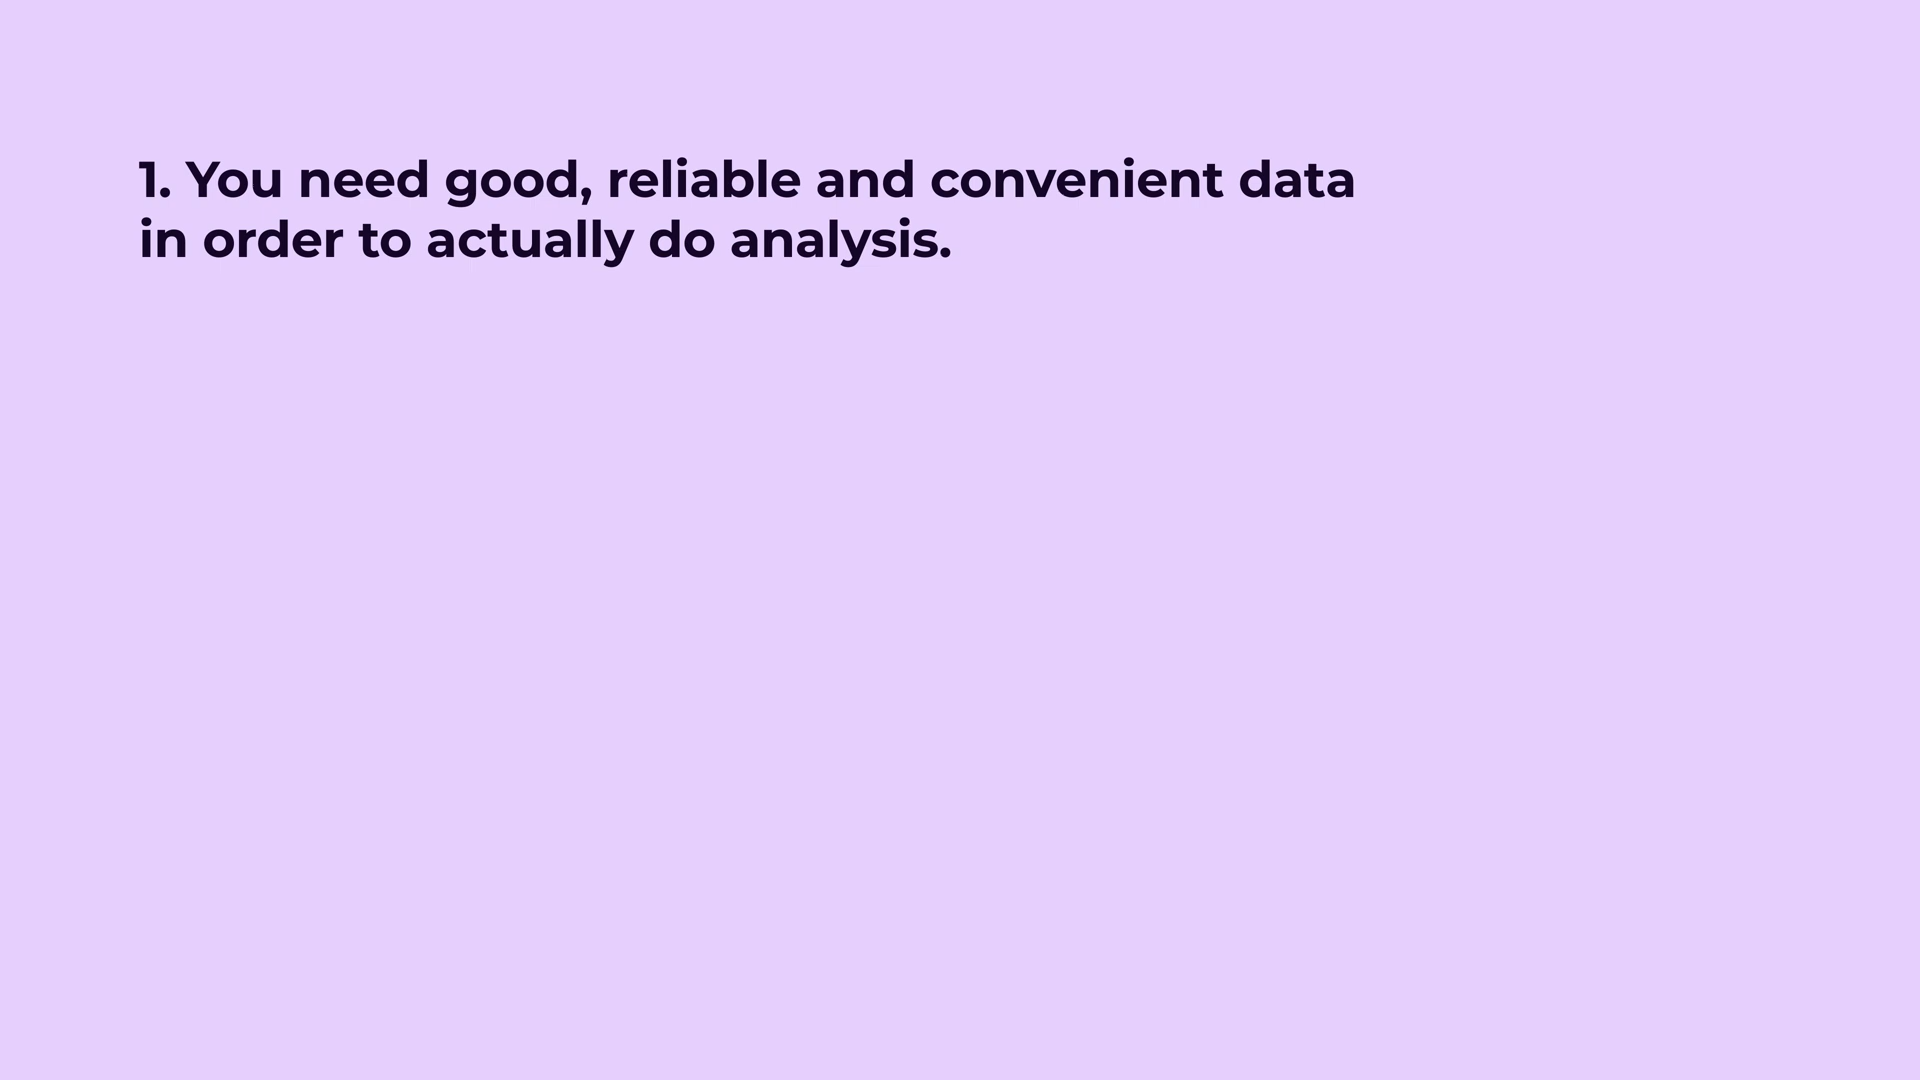 1. You need good, reliable and convenient data
in order to actually do analysis.